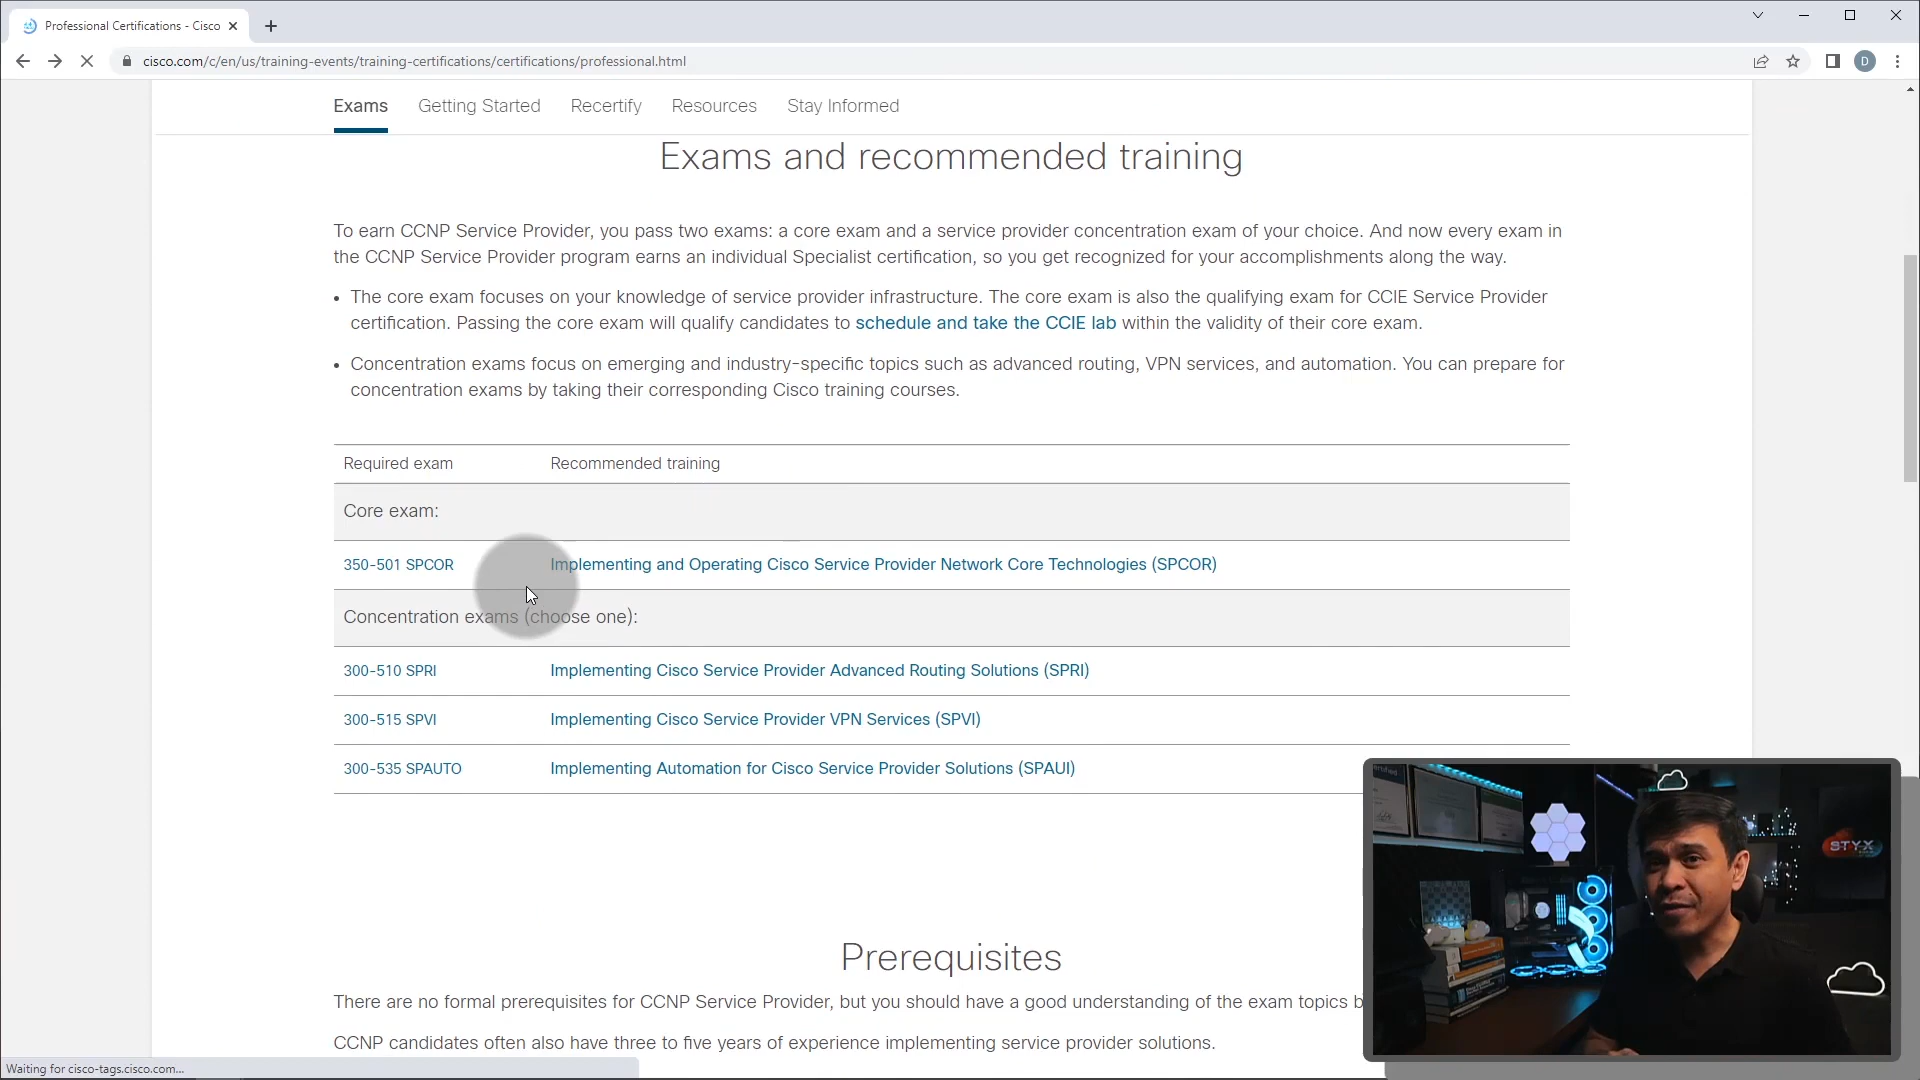 Professional Certifications - Cisco
cisco.com/c/en/us/training-events/training-certifications/certifications/professional.html
D
Exams Getting Started Recertify Resources Stay Informed
Exams and recommended training
To earn CCNP Service Provider, you pass two exams: a core exam and a service provider concentration exam of your choice. And now every exam in
the CCNP Service Provider program earns an individual Specialist certification, so you get recognized for your accomplishments along the way.
• The core exam focuses on your knowledge of service provider infrastructure. The core exam is also the qualifying exam for CCIE Service Provider
certification. Passing the core exam will qualify candidates to schedule and take the CCIE lab within the validity of their core exam.
• Concentration exams focus on emerging and industry-specific topics such as advanced routing, VPN services, and automation. You can prepare for
concentration exams by taking their corresponding Cisco training courses.
Required exam Recommended training
Core exam:
350-501 SPCOR Implementing and Operating Cisco Service Provider Network Core Technologies (SPCOR)
Concentration exams (choose one):
300-510 SPRI Implementing Cisco Service Provider Advanced Routing Solutions (SPRI)
300-515 SPVI Implementing Cisco Service Provider VPN Services (SPVI)
300-535 SPAUTO Implementing Automation for Cisco Service Provider Solutions (SPAUI)
STYX
Prerequisites
There are no formal prerequisites for CCNP Service Provider, but you should have a good understanding of the exam topics b
CCNP candidates often also have three to five years of experience implementing service provider solutions.
Waiting for cisco-tags.cisco.com...